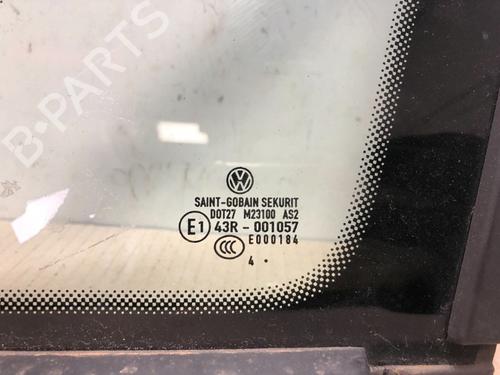 B-PARTS
SAINT-GOBAIN SEKURIT
DOT27 M23100 AS2
E1 43R - 001057
CCC E000184
4 •